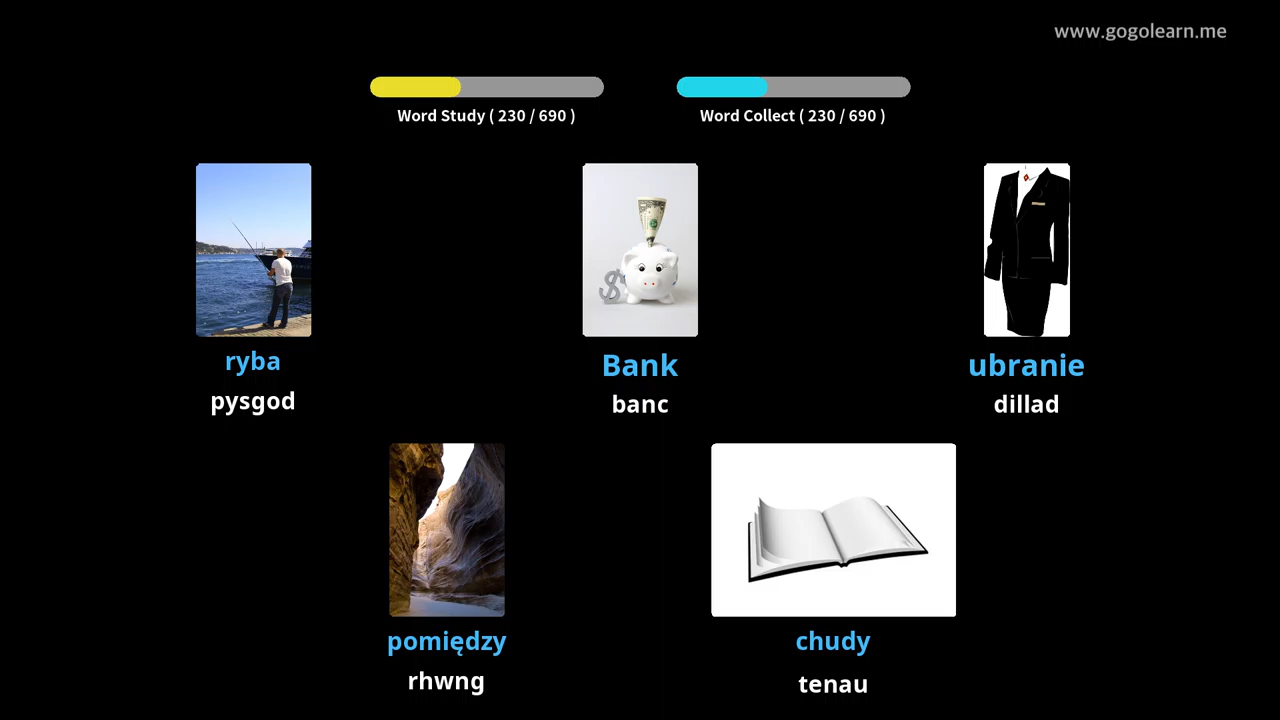 www.gogolearn.me
Word Study ( 230 / 690 )
Word Collect ( 230 / 690 )
ryba
pysgod
Bank
banc
ubranie
dillad
pomiędzy
rhwng
chudy
tenau